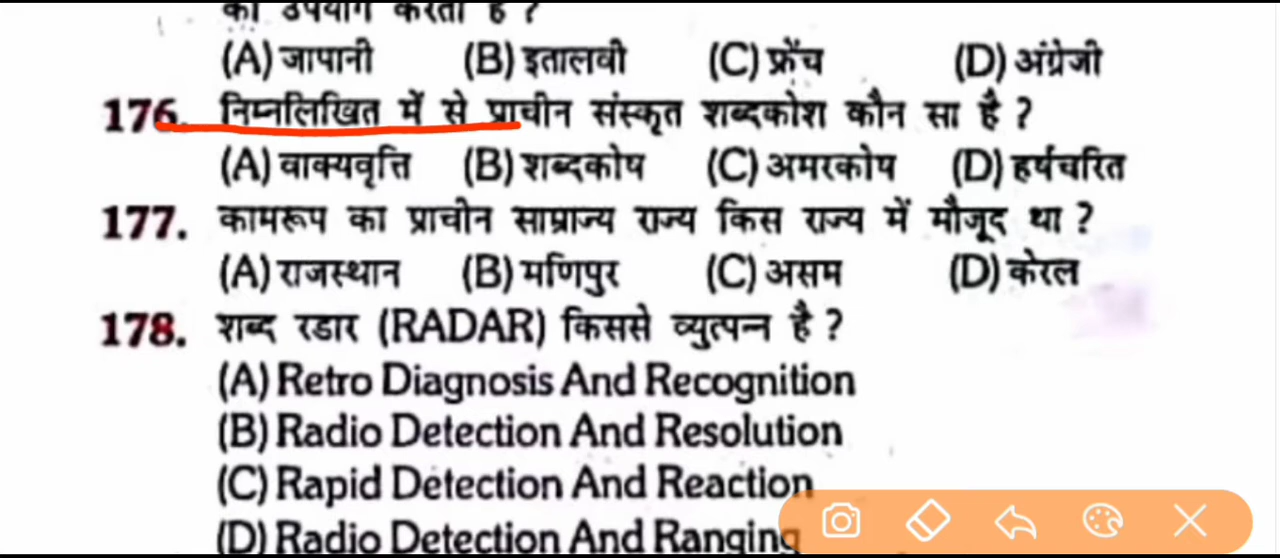 का उपयोग करता है ?
(A) जापानी (B) इतालवी (C) फ्रेंच (D) अंग्रेजी
176. निम्नलिखित में से प्राचीन संस्कृत शब्दकोश कौन सा है ?
(A) वाक्यवृत्ति (B) शब्दकोष (C) अमरकोष (D) हर्षचरित
177. कामरूप का प्राचीन साम्राज्य राज्य किस राज्य में मौजूद था ?
(A) राजस्थान (B) मणिपुर (C) असम (D) केरल
178. शब्द रडार (RADAR) किससे व्युत्पन्न है ?
(A) Retro Diagnosis And Recognition
(B) Radio Detection And Resolution
(C) Rapid Detection And Reaction
(D) Radio Detection And Ranging